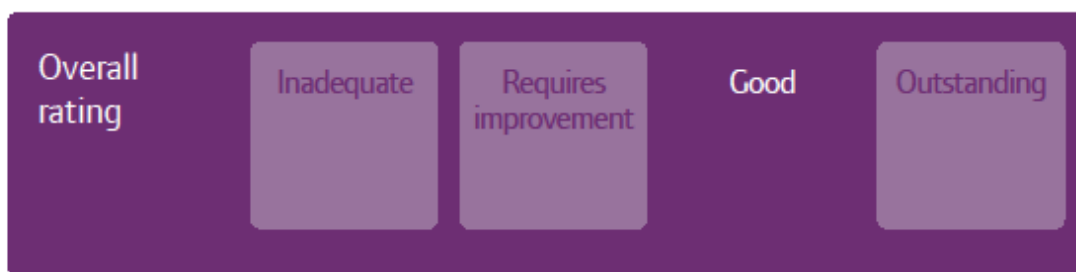 Overall
rating
Inadequate
Requires
improvement
Good
Outstanding